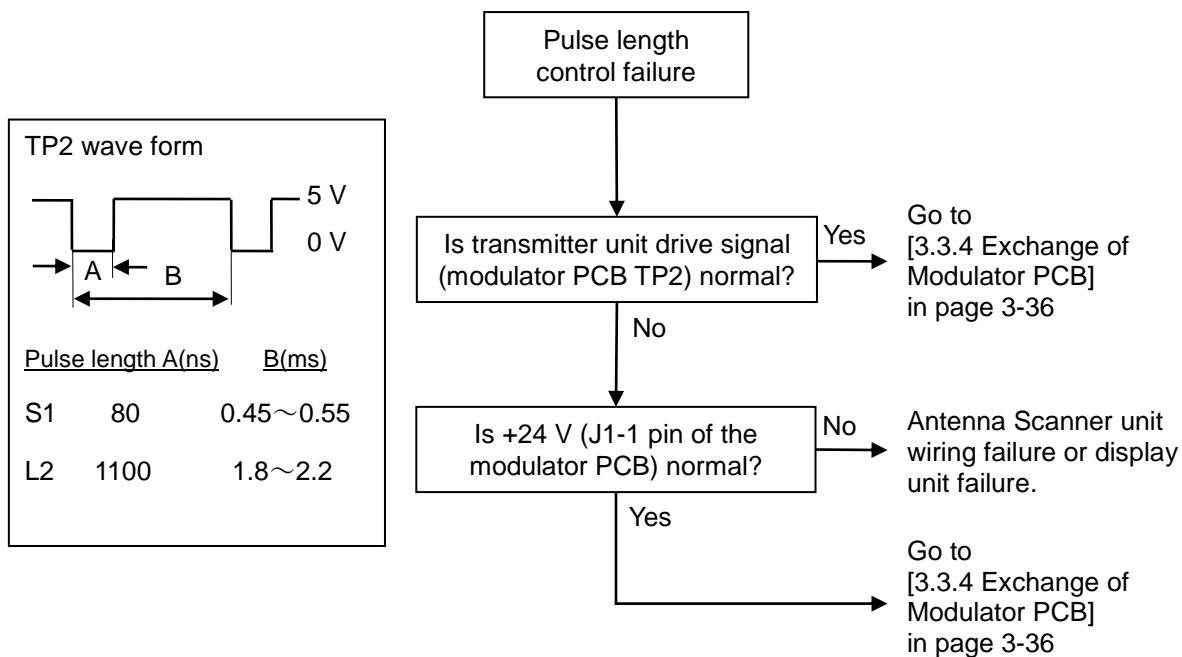 Pulse length
control failure
TP2 wave form
5 V
0 V
A
B
Pulse length A(ns) B(ms)
S1 80 0.45～0.55
L2 1100 1.8～2.2
Is transmitter unit drive signal
(modulator PCB TP2) normal?
Yes
Go to
[3.3.4 Exchange of
Modulator PCB]
in page 3-36
No
Is +24 V (J1-1 pin of the
modulator PCB) normal?
No
Antenna Scanner unit
wiring failure or display
unit failure.
Yes
Go to
[3.3.4 Exchange of
Modulator PCB]
in page 3-36